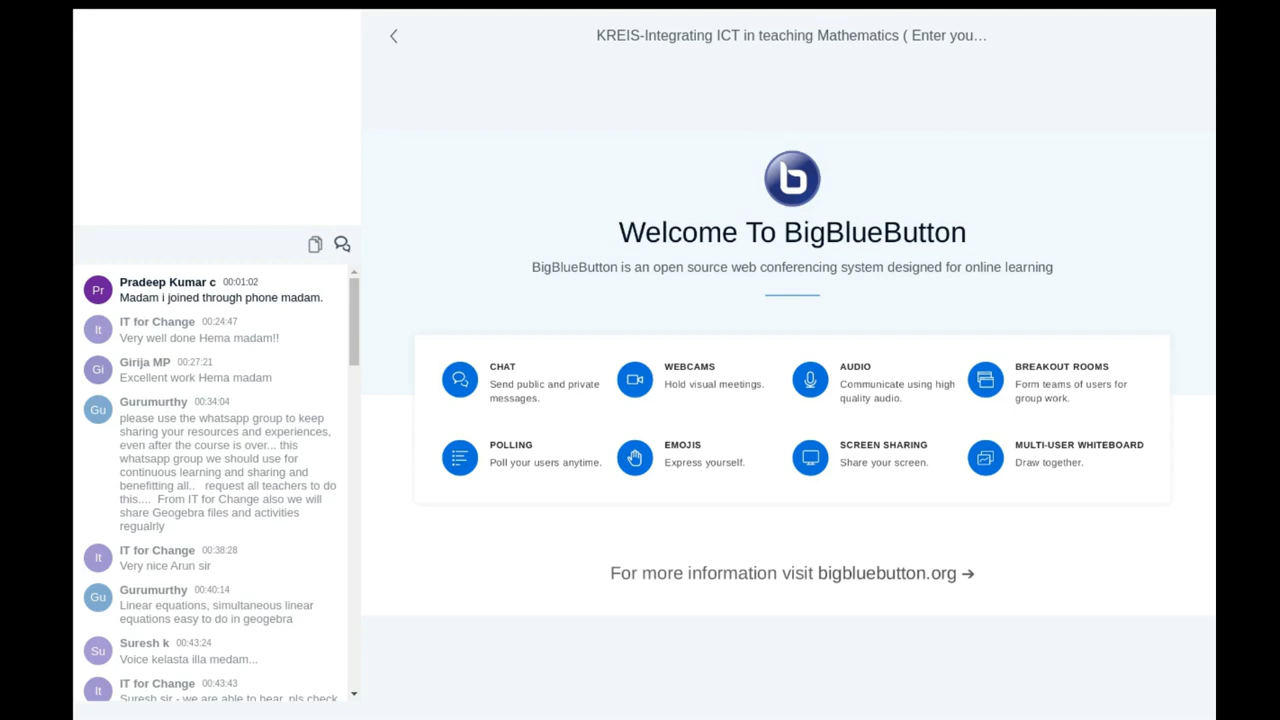 KREIS-Integrating ICT in teaching Mathematics ( Enter you…
Pr
Pradeep Kumar c 00:01:02
Madam i joined through phone madam.
It
IT for Change 00:24:47
Very well done Hema madam!!
Gi
Girija MP 00:27:21
Excellent work Hema madam
Gu
Gurumurthy 00:34:04
please use the whatsapp group to keep
sharing your resources and experiences,
even after the course is over... this
whatsapp group we should use for
continuous learning and sharing and
benefitting all.. request all teachers to do
this.... From IT for Change also we will
share Geogebra files and activities
regualrly
It
IT for Change 00:38:28
Very nice Arun sir
Gu
Gurumurthy 00:40:14
Linear equations, simultaneous linear
equations easy to do in geogebra
Su
Suresh k 00:43:24
Voice kelasta illa medam...
It
IT for Change 00:43:43
Suresh sir - we are able to hear, pls check
b
Welcome To BigBlueButton
BigBlueButton is an open source web conferencing system designed for online learning
CHAT
Send public and private
messages.
WEBCAMS
Hold visual meetings.
AUDIO
Communicate using high
quality audio.
BREAKOUT ROOMS
Form teams of users for
group work.
POLLING
Poll your users anytime.
EMOJIS
Express yourself.
SCREEN SHARING
Share your screen.
MULTI-USER WHITEBOARD
Draw together.
For more information visit bigbluebutton.org →